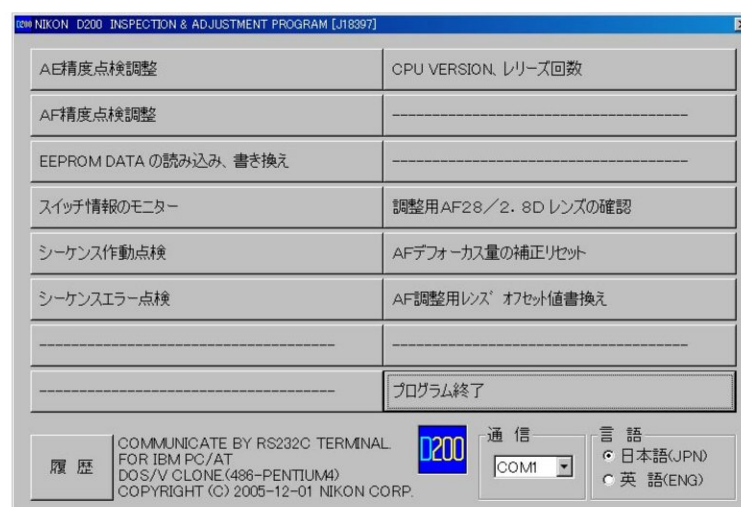 D200 NIKON D200 INSPECTION & ADJUSTMENT PROGRAM [J18397]
AE精度点検調整
CPU VERSION、レリーズ回数
AF精度点検調整
------------------------------------
EEPROM DATA の読み込み、書き換え
------------------------------------
スイッチ情報のモニター
調整用AF28/2.8Dレンズの確認
シーケンス作動点検
AFデフォーカス量の補正リセット
シーケンスエラー点検
AF調整用レンズ オフセット値書換え
------------------------------------
------------------------------------
------------------------------------
プログラム終了
履 歴
COMMUNICATE BY RS232C TERMINAL
FOR IBM PC/AT
DOS/V CLONE(486-PENTIUM4)
COPYRIGHT (C) 2005-12-01 NIKON CORP.
D200
通 信
COM1
言 語
日本語(JPN)
英 語(ENG)